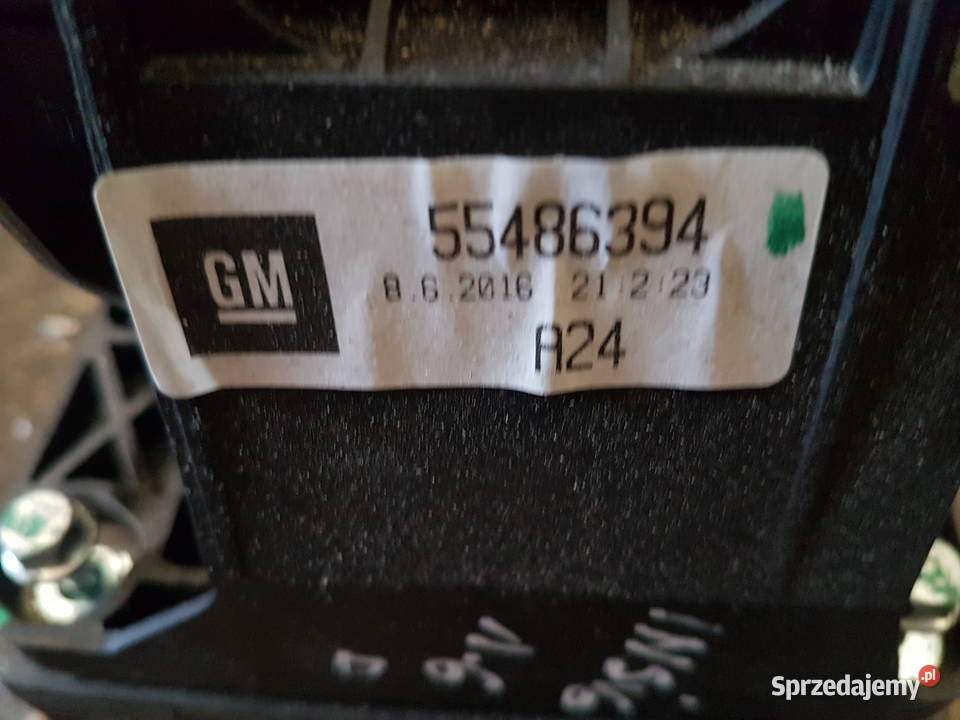 GM
55486394
8.6.2016 21:2:23
A24
Sprzedajemy.pl